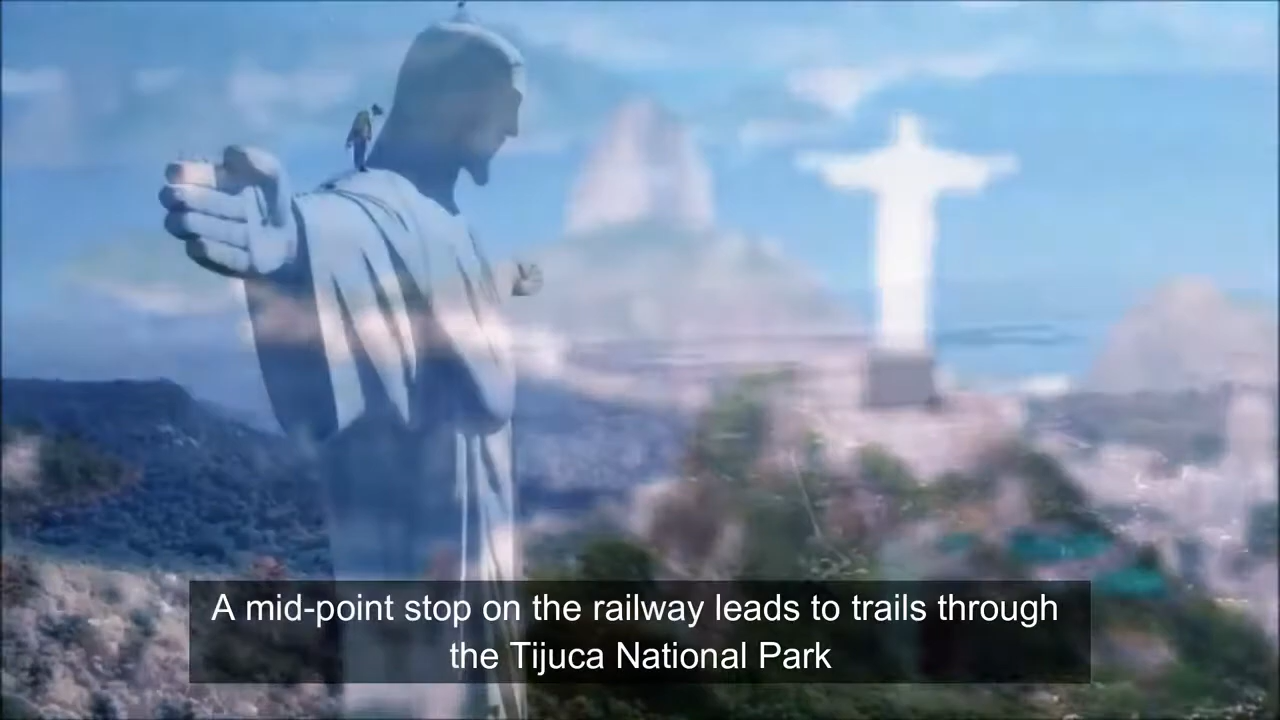 A mid-point stop on the railway leads to trails through
the Tijuca National Park